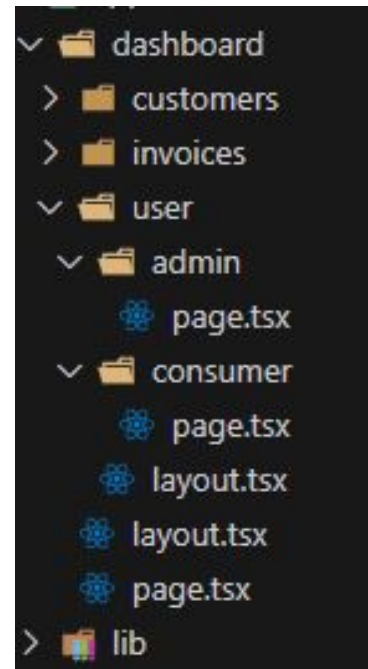 dashboard
customers
invoices
user
admin
page.tsx
consumer
page.tsx
layout.tsx
layout.tsx
page.tsx
lib